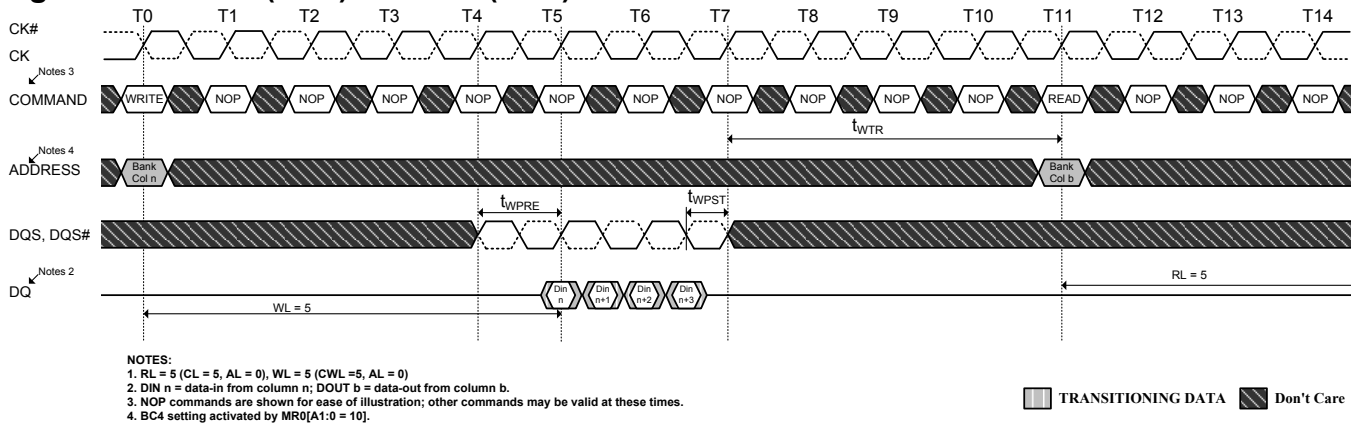 T0 T1 T2 T3 T4 T5 T6 T7 T8 T9 T10 T11 T12 T13 T14
CK#
CK
Notes 3
COMMAND WRITE NOP NOP NOP NOP NOP NOP NOP NOP NOP NOP READ NOP NOP NOP
tWTR
Notes 4
ADDRESS
Bank Col n
Bank Col b
tWPRE
tWPST
DQS, DQS#
Notes 2
DQ
Din n
Din n+1
Din n+2
Din n+3
RL = 5
WL = 5
NOTES:
1. RL = 5 (CL = 5, AL = 0), WL = 5 (CWL =5, AL = 0)
2. DIN n = data-in from column n; DOUT b = data-out from column b.
3. NOP commands are shown for ease of illustration; other commands may be valid at these times.
4. BC4 setting activated by MR0[A1:0 = 10].
TRANSITIONING DATA
Don't Care